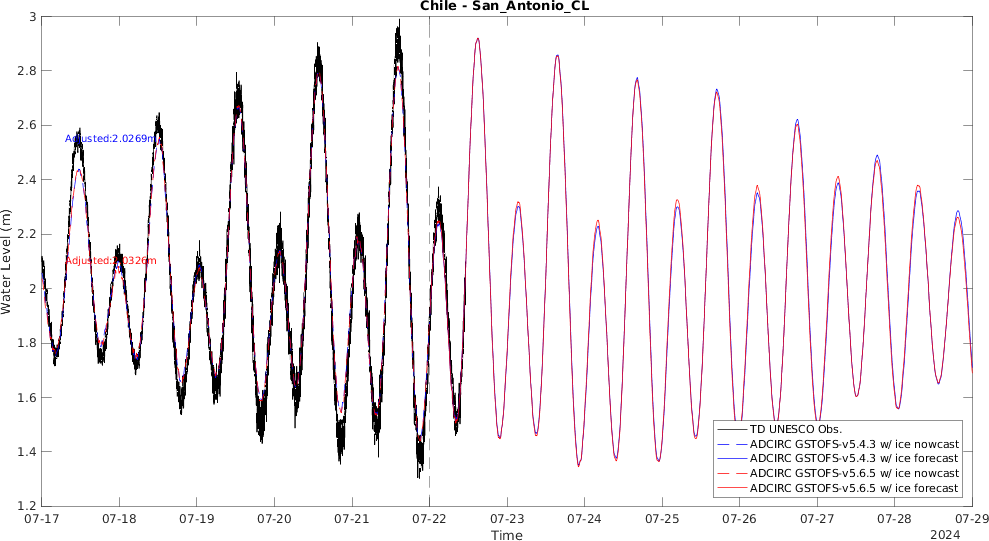 Chile - San_Antonio_CL
Water Level (m)
3
2.8
2.6
2.4
2.2
2
1.8
1.6
1.4
1.2
Adjusted:2.0269m
TD UNESCO Obs.
ADCIRC GSTOFS-v5.4.3 w/ ice nowcast
ADCIRC GSTOFS-v5.4.3 w/ ice forecast
ADCIRC GSTOFS-v5.6.5 w/ ice nowcast
ADCIRC GSTOFS-v5.6.5 w/ ice forecast
07-17 07-18 07-19 07-20 07-21 07-22 07-23 07-24 07-25 07-26 07-27 07-28 07-29
Time
2024